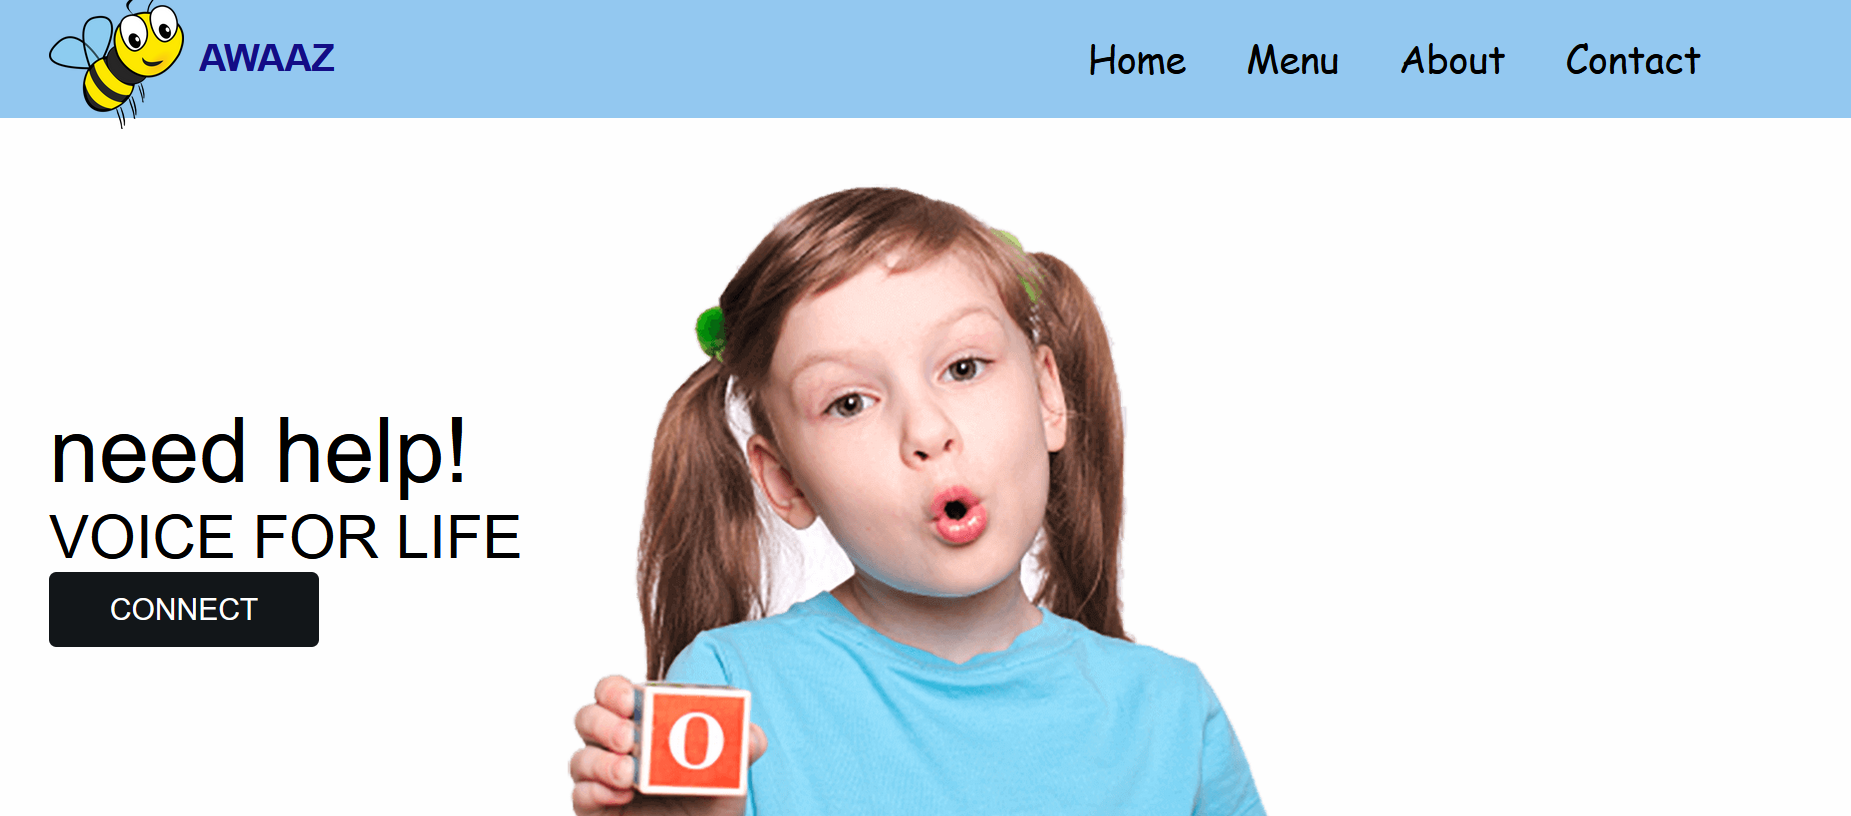 AWAAZ
Home Menu About Contact
need help!
VOICE FOR LIFE
CONNECT
O